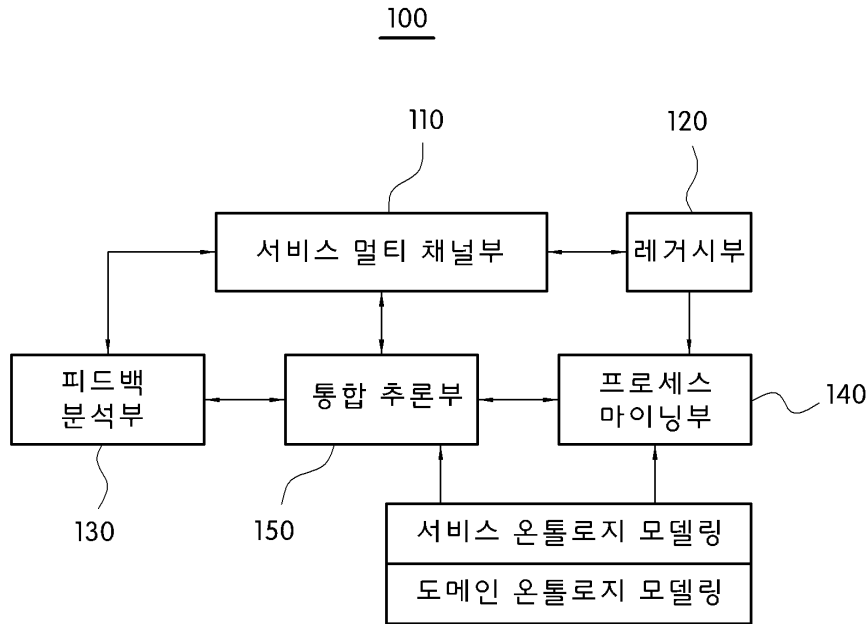 100
110
120
서비스 멀티 채널부
레거시부
피드백
분석부
통합 추론부
프로세스
마이닝부
140
130
150
서비스 온톨로지 모델링
도메인 온톨로지 모델링